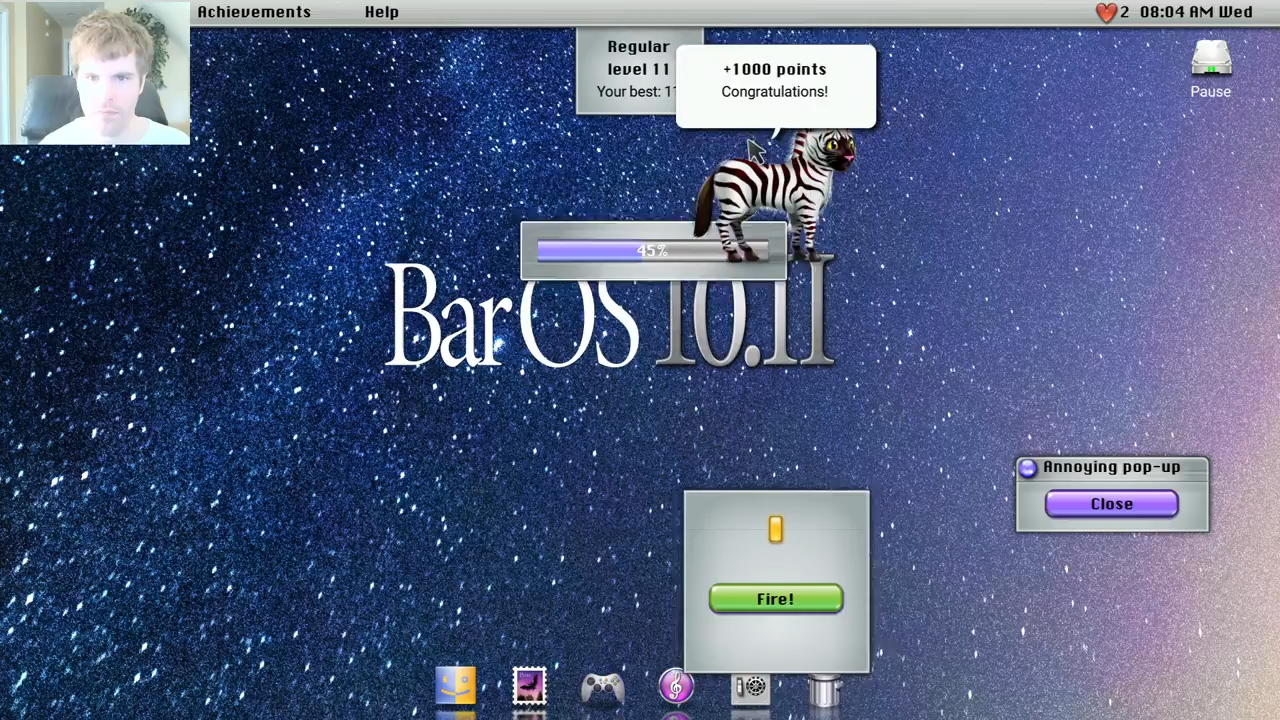 Achievements Help
2 08:04 AM Wed
Regular
level 11
Your best: 11
+1000 points
Congratulations!
Pause
45%
BarOS 10.11
Annoying pop-up
Close
Fire!